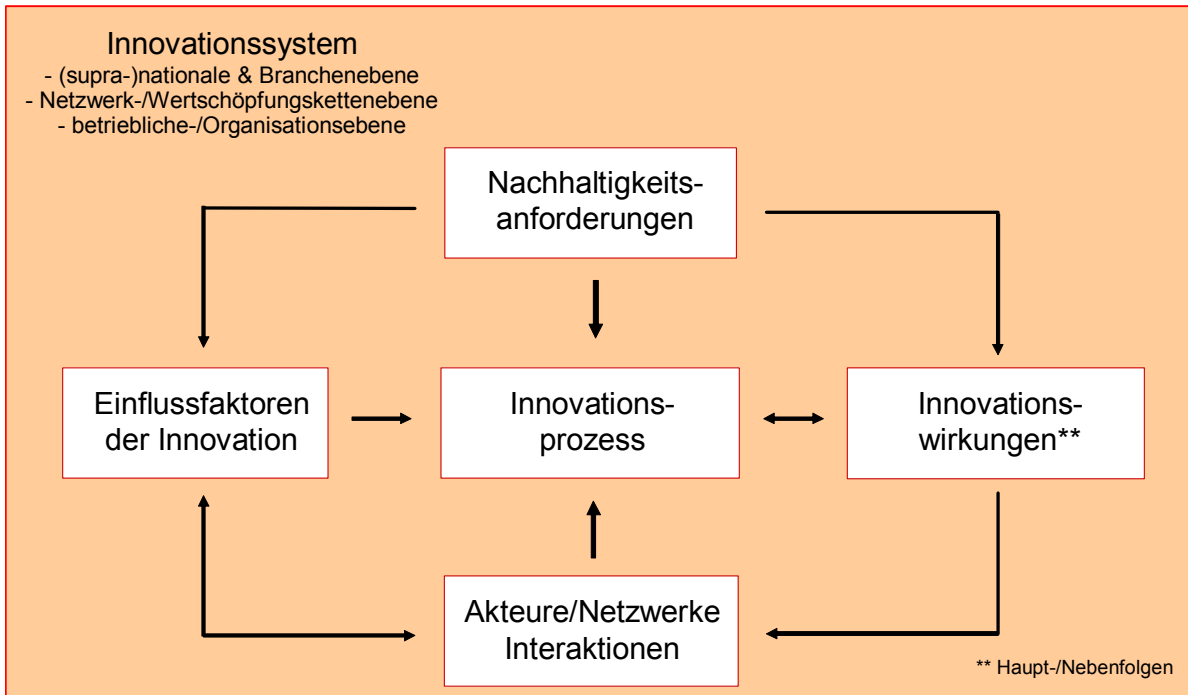 Innovationssystem
- (supra-)nationale & Branchenebene
- Netzwerk-/Wertschöpfungskettenebene
- betriebliche-/Organisationsebene
Nachhaltigkeits-
anforderungen
Einflussfaktoren
der Innovation
Innovations-
prozess
Innovations-
wirkungen**
Akteure/Netzwerke
Interaktionen
** Haupt-/Nebenfolgen